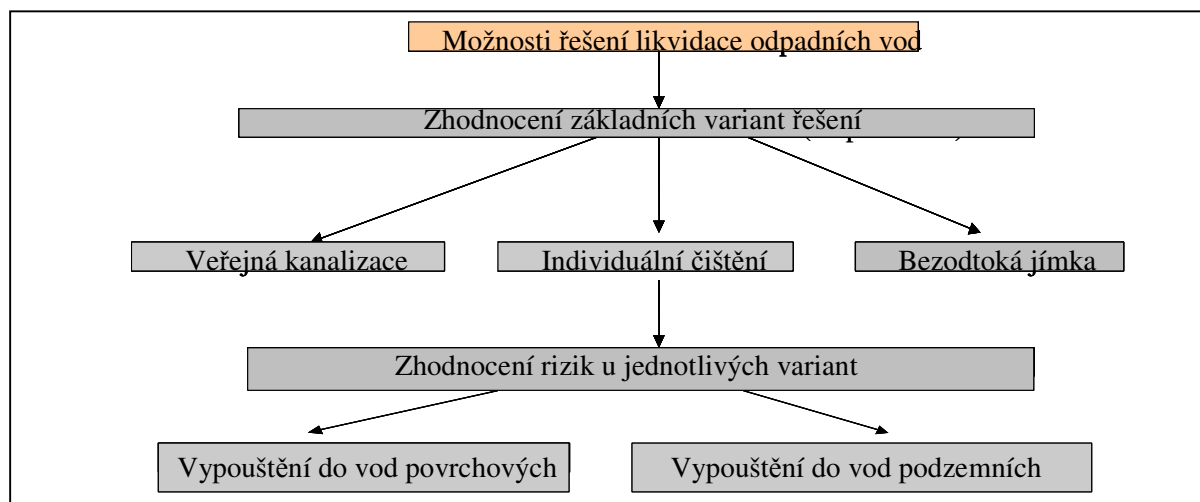 Možnosti řešení likvidace odpadních vod
Zhodnocení základních variant řešení
Veřejná kanalizace
Individuální čištění
Bezodtoká jímka
Zhodnocení rizik u jednotlivých variant
Vypouštění do vod povrchových
Vypouštění do vod podzemních